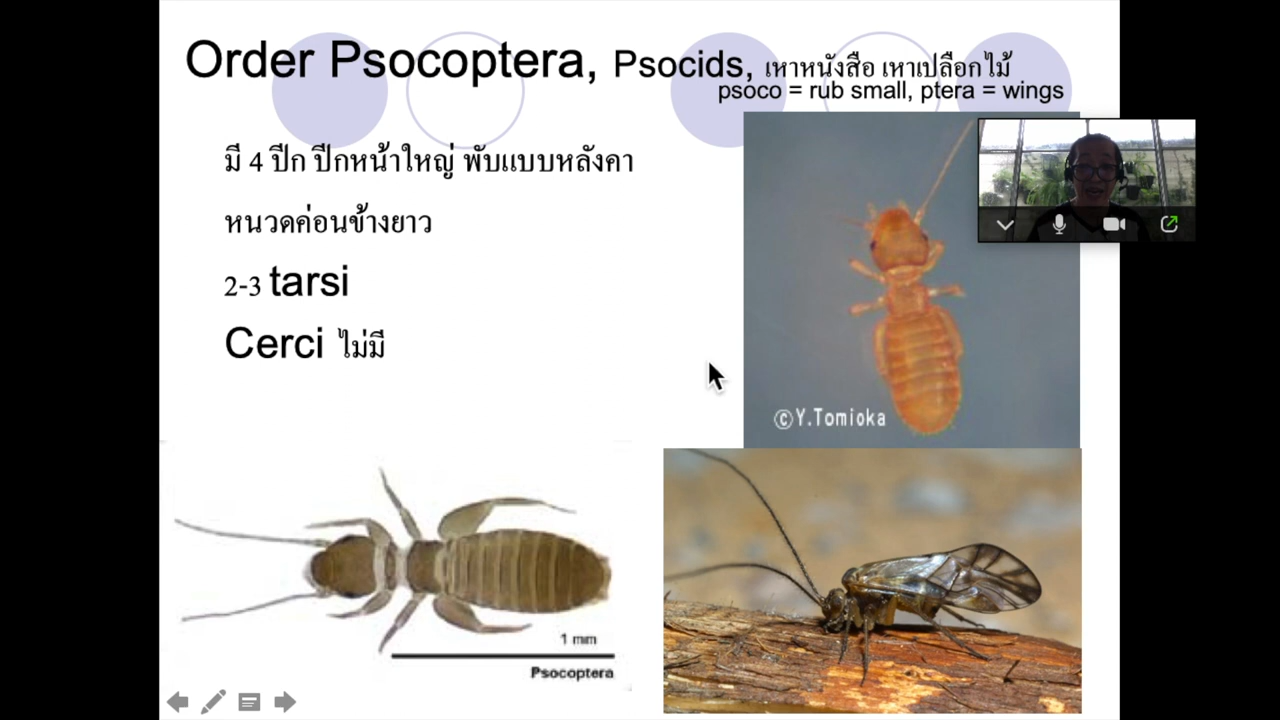 Order Psocoptera, Psocids, เหาหนังสือ เหาเปลือกไม้
psoco = rub small, ptera = wings
มี 4 ปีก ปีกหน้าใหญ่ พับแบบหลังคา
หนวดค่อนข้างยาว
2-3 tarsi
Cerci ไม่มี
©Y.Tomioka
1 mm
Psocoptera